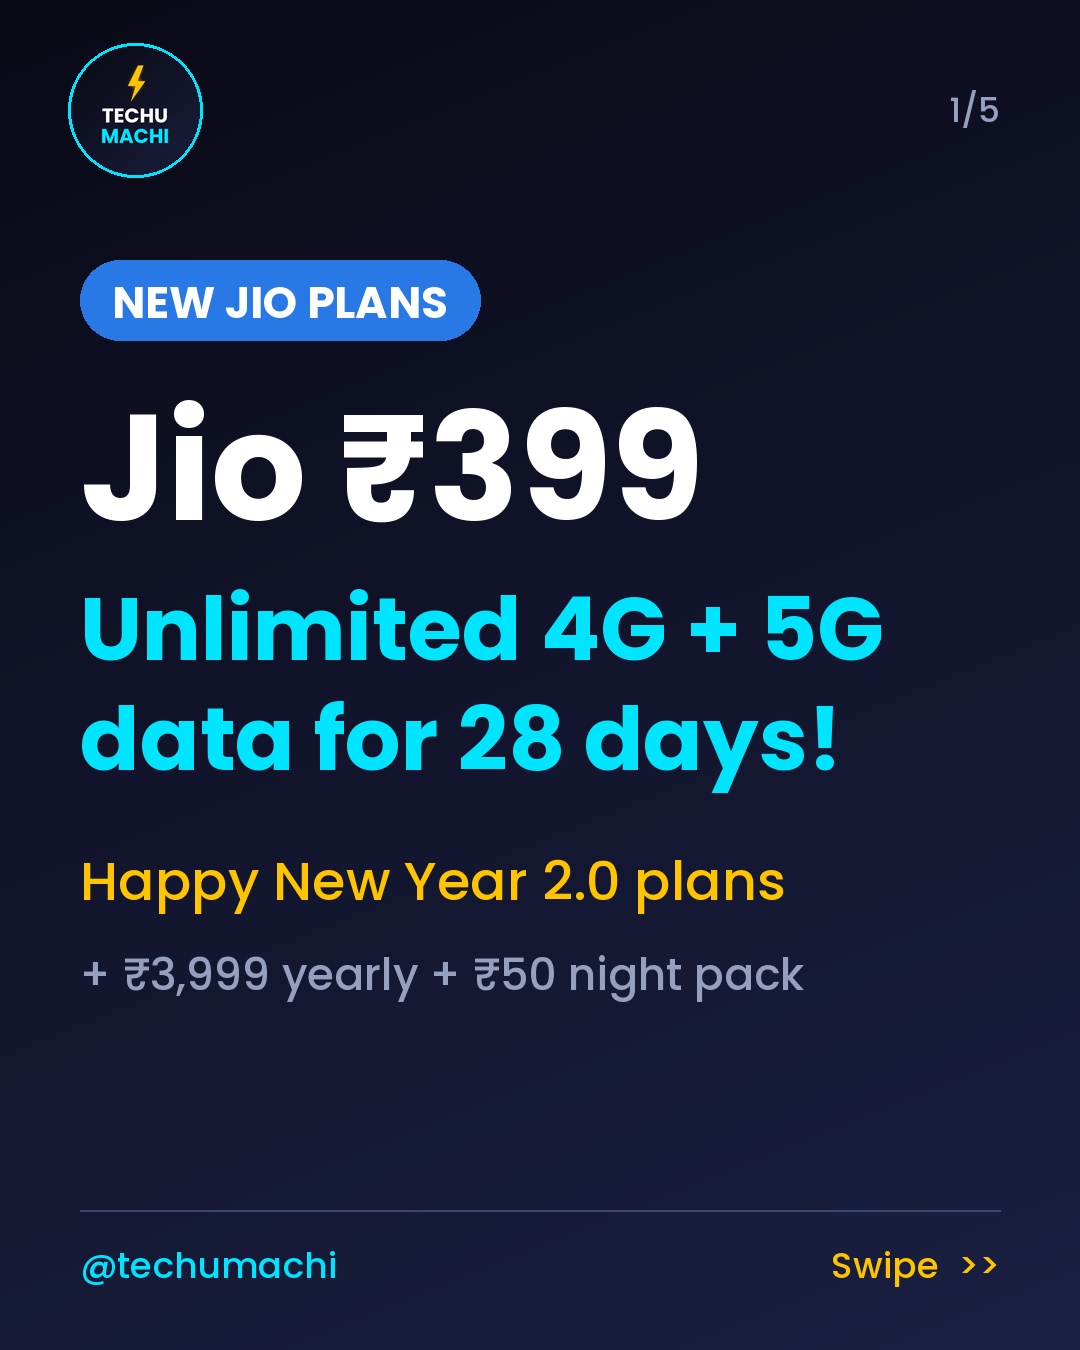 TECHU
MACHI
1/5
NEW JIO PLANS
Jio ₹399
Unlimited 4G + 5G
data for 28 days!
Happy New Year 2.0 plans
+ ₹3,999 yearly + ₹50 night pack
@techumachi
Swipe >>